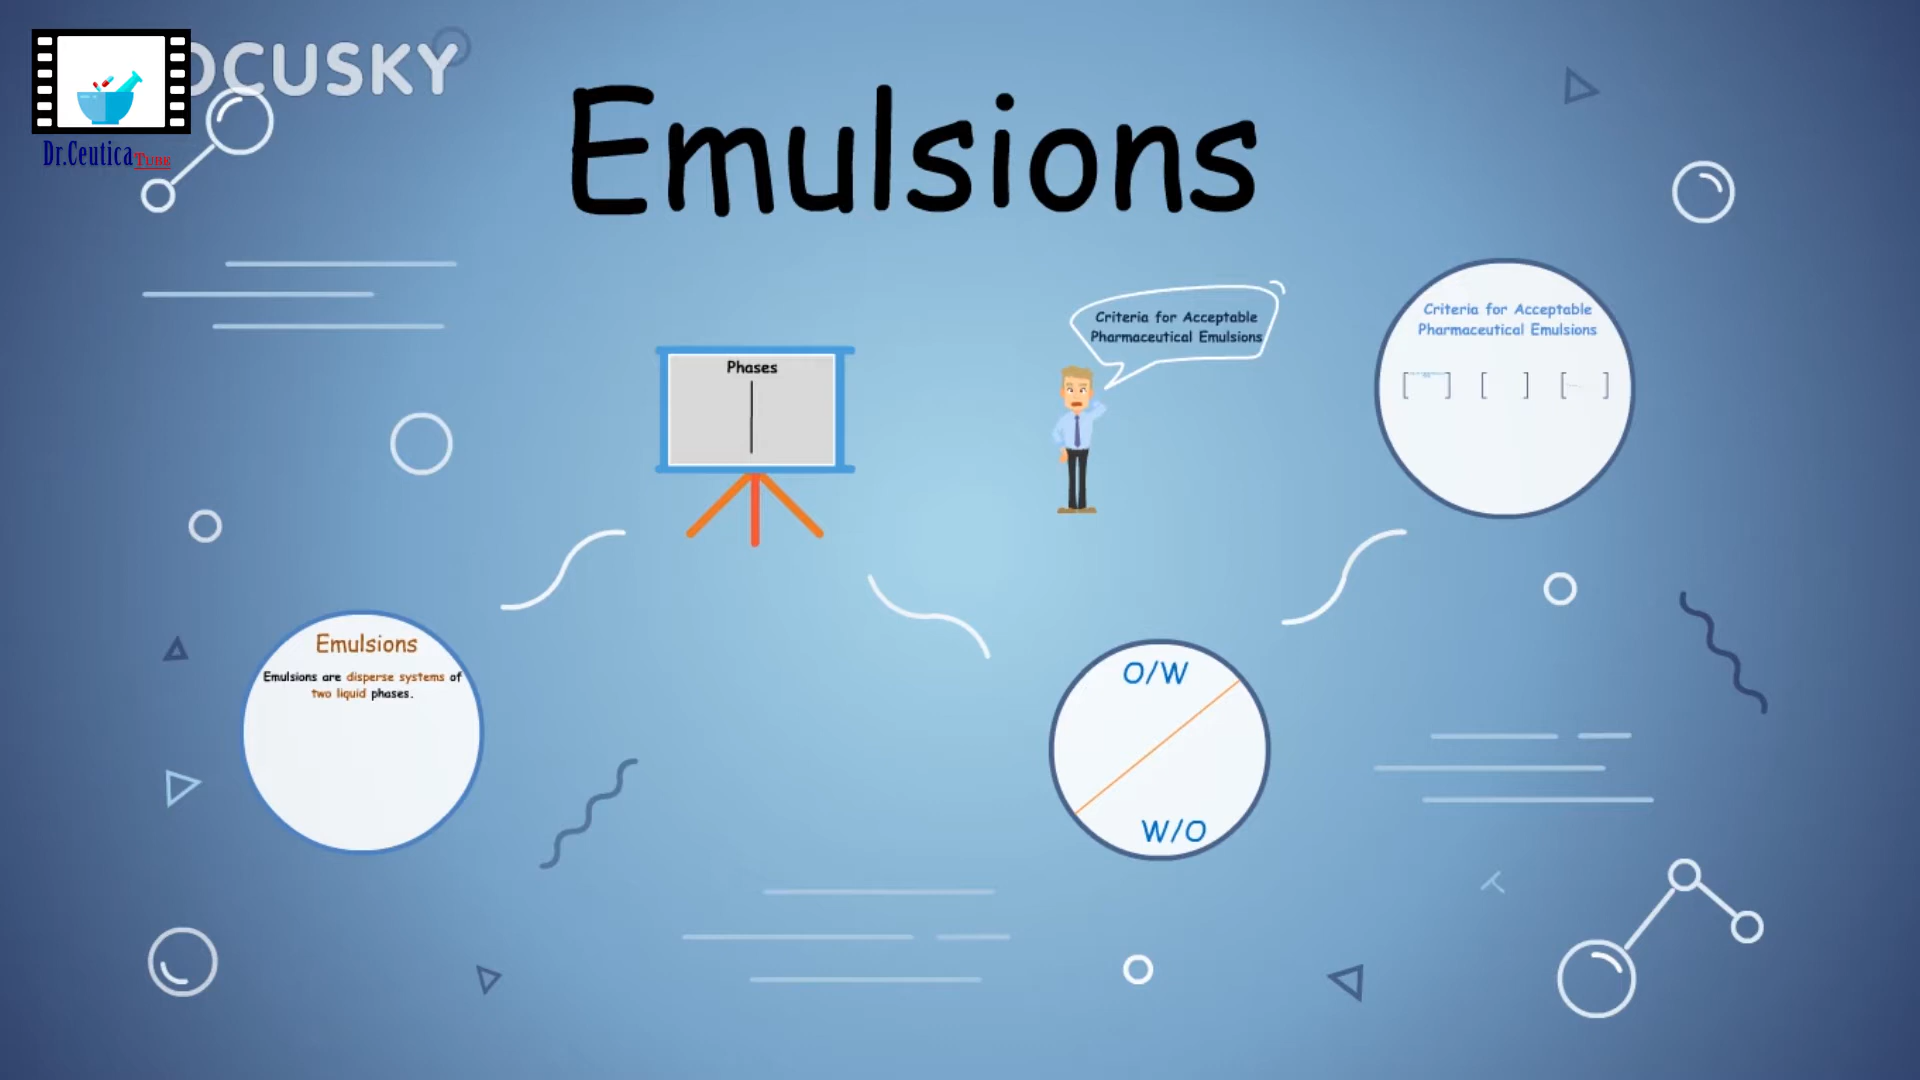 OCUSKY
Dr.Ceutica TUBE
Emulsions
Phases
Criteria for Acceptable
Pharmaceutical Emulsions
Criteria for Acceptable
Pharmaceutical Emulsions
[ ] [ ] [ ]
Emulsions
Emulsions are disperse systems of
two liquid phases.
O/W
W/O